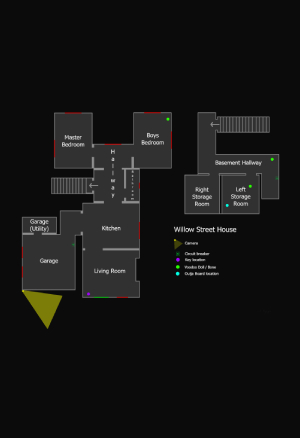 Master
Bedroom
Boys
Bedroom
H
a
l
l
w
a
y
Basement Hallway
Right
Storage
Room
Left
Storage
Room
Garage
(Utility)
Kitchen
Garage
Living Room
Willow Street House
Camera
Circuit breaker
Key location
Voodoo Doll / Bone
Ouija Board location